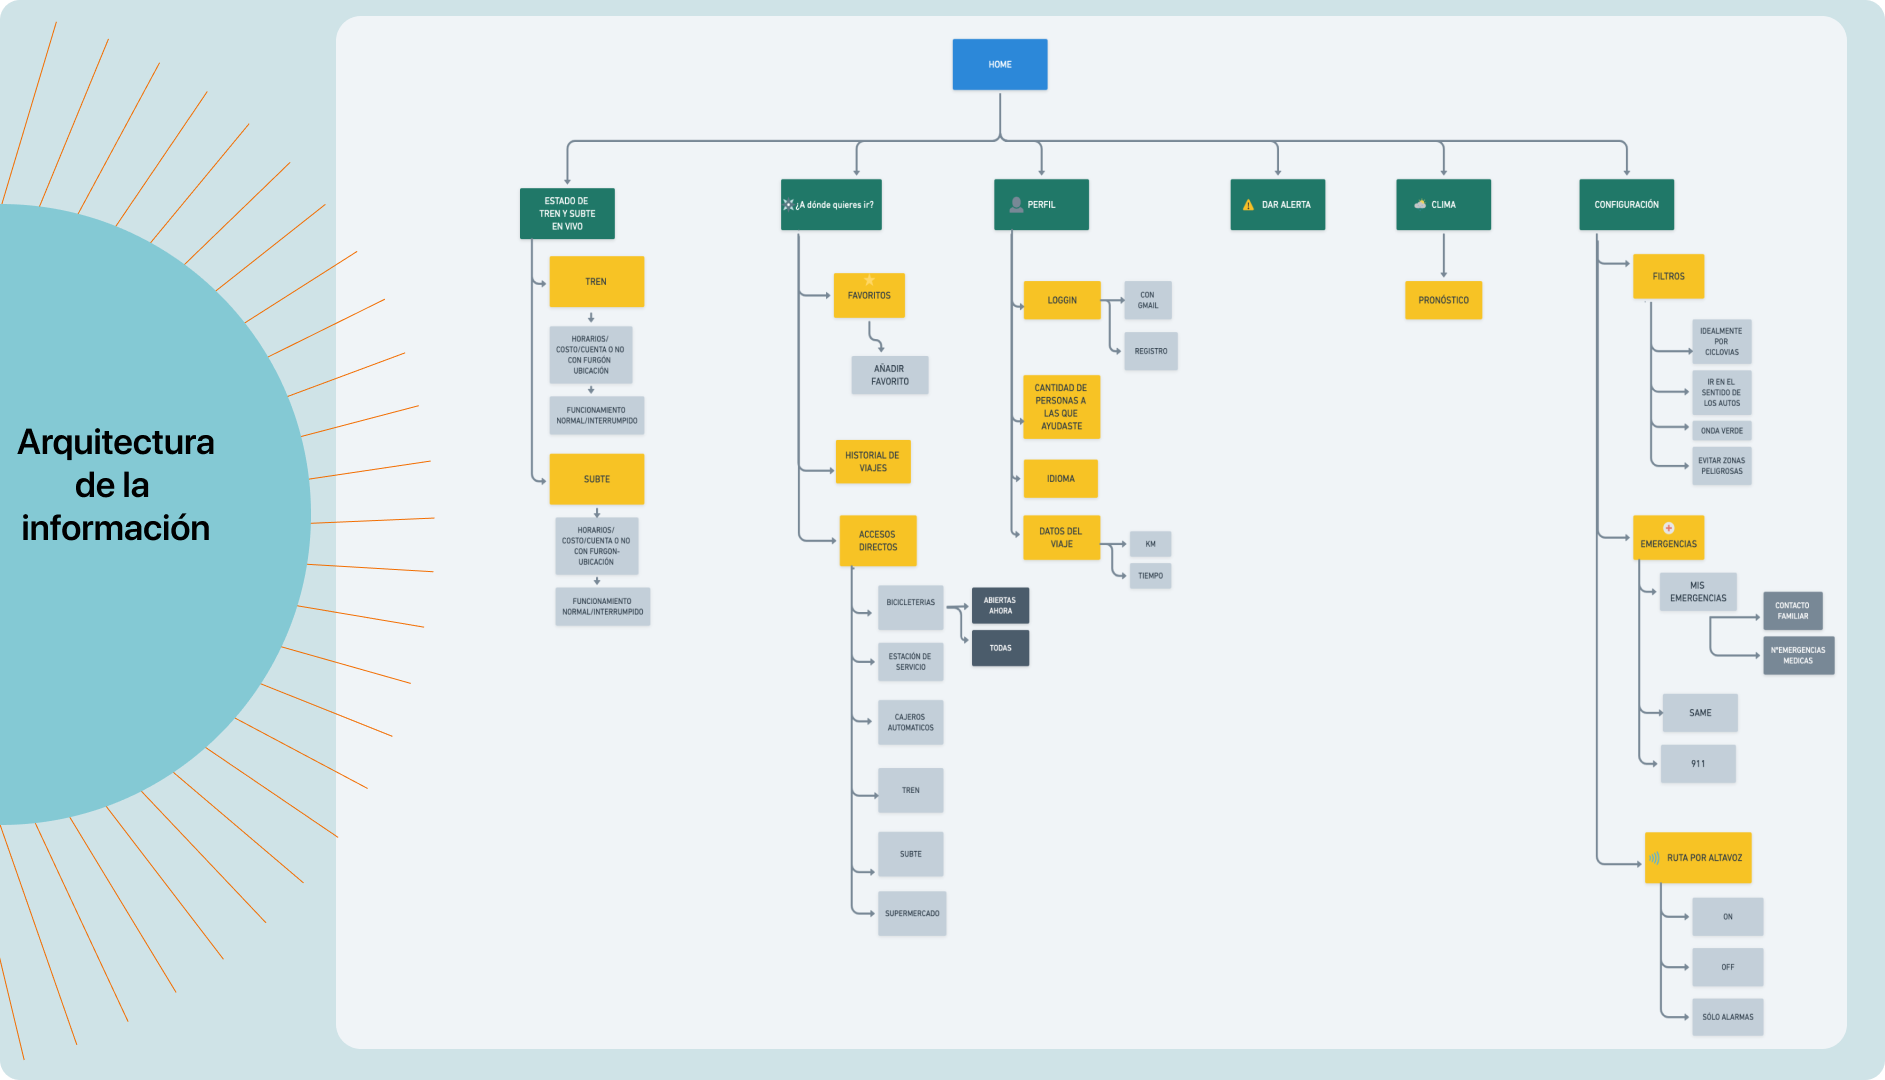 Arquitectura
de la
información
HOME
ESTADO DE
TREN Y SUBTE
EN VIVO
TREN
HORARIOS/
COSTO/CUENTA O NO
CON FURGÓN
UBICACIÓN
FUNCIONAMIENTO
NORMAL/INTERRUMPIDO
SUBTE
HORARIOS/
COSTO/CUENTA O NO
CON FURGON-
UBICACIÓN
FUNCIONAMIENTO
NORMAL/INTERRUMPIDO
¿A dónde quieres ir?
FAVORITOS
AÑADIR
FAVORITO
HISTORIAL DE
VIAJES
ACCESOS
DIRECTOS
BICICLETERIAS
ABIERTAS
AHORA
TODAS
ESTACIÓN DE
SERVICIO
CAJEROS
AUTOMATICOS
TREN
SUBTE
SUPERMERCADO
PERFIL
LOGGIN
CON
GMAIL
REGISTRO
CANTIDAD DE
PERSONAS A
LAS QUE
AYUDASTE
IDIOMA
DATOS DEL
VIAJE
KM
TIEMPO
DAR ALERTA
CLIMA
PRONÓSTICO
CONFIGURACIÓN
FILTROS
IDEALMENTE
POR
CICLOVIAS
IR EN EL
SENTIDO DE
LOS AUTOS
ONDA VERDE
EVITAR ZONAS
PELIGROSAS
EMERGENCIAS
MIS
EMERGENCIAS
CONTACTO
FAMILIAR
N°EMERGENCIAS
MEDICAS
SAME
911
RUTA POR ALTAVOZ
ON
OFF
SÓLO ALARMAS